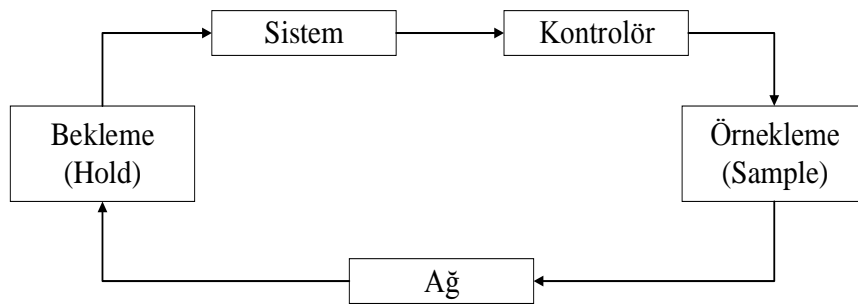 Sistem
Kontrolör
Bekleme
(Hold)
Örnekleme
(Sample)
Ağ